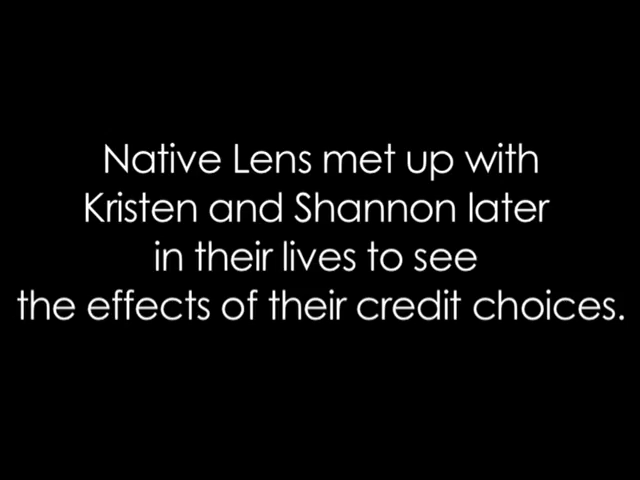 Native Lens met up with
Kristen and Shannon later
in their lives to see
the effects of their credit choices.